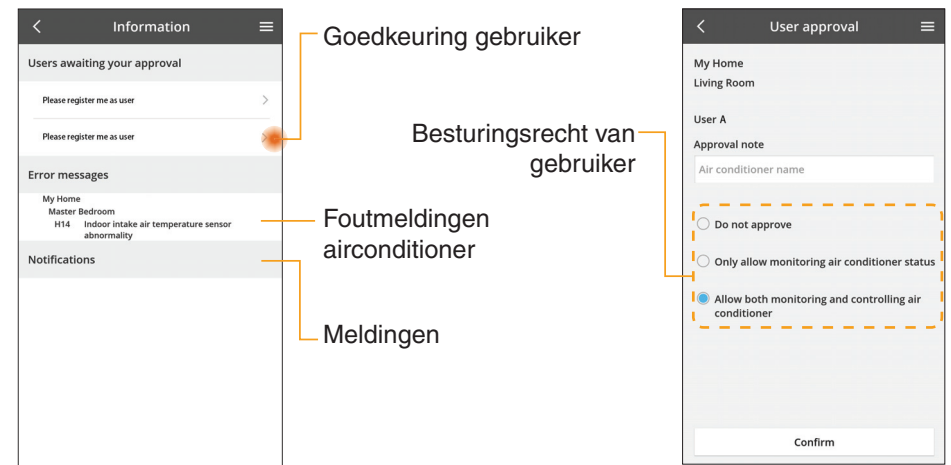 Information
Users awaiting your approval
Please register me as user
Please register me as user
Error messages
My Home
Master Bedroom
H14 Indoor intake air temperature sensor
abnormality
Notifications
Goedkeuring gebruiker
Besturingsrecht van
gebruiker
Foutmeldingen
airconditioner
Meldingen
User approval
My Home
Living Room
User A
Approval note
Air conditioner name
Do not approve
Only allow monitoring air conditioner status
Allow both monitoring and controlling air
conditioner
Confirm